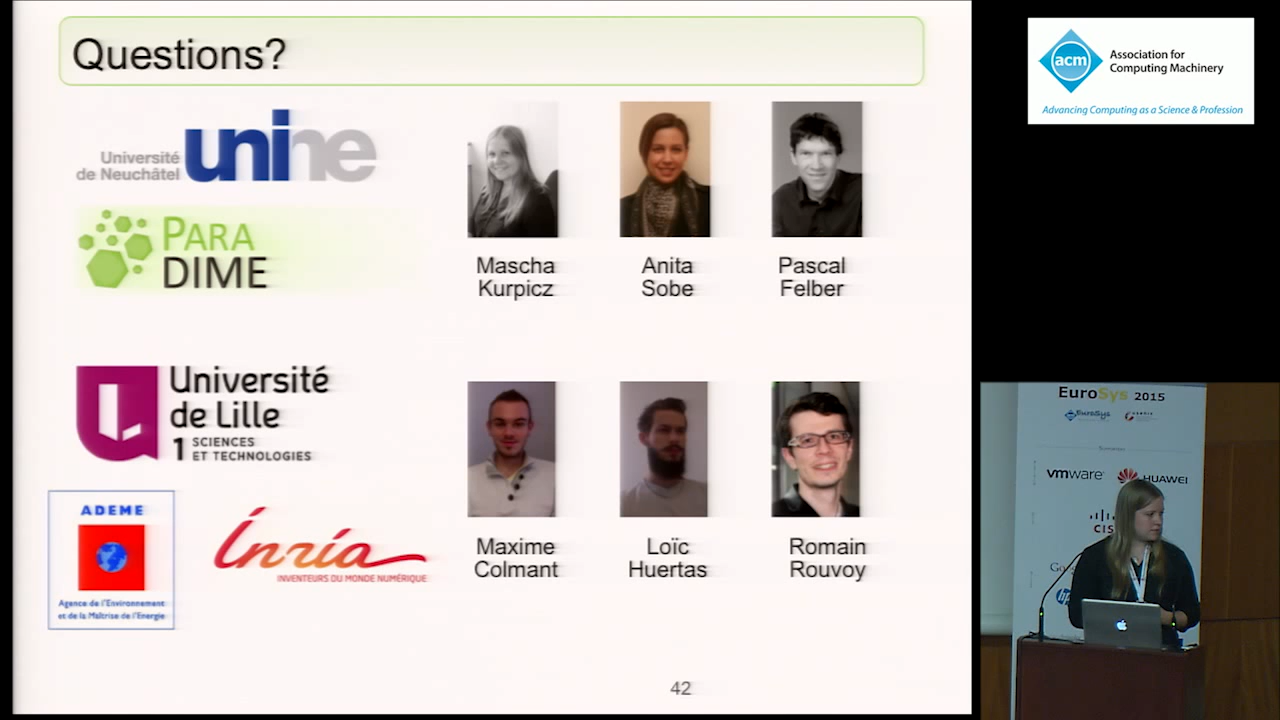 Questions?
Université
de Neuchâtel
unine
PARA
DIME
Mascha
Kurpicz
Anita
Sobe
Pascal
Felber
Université
de Lille
1 SCIENCES
ET TECHNOLOGIES
ADEME
Agence de l'Environnement
et de la Maîtrise de l'Energie
Inria
INVENTEURS DU MONDE NUMÉRIQUE
Maxime
Colmant
Loïc
Huertas
Romain
Rouvoy
42
acm
Association for
Computing Machinery
Advancing Computing as a Science & Profession
EuroSys 2015
EuroSys
vmware
HUAWEI
hp